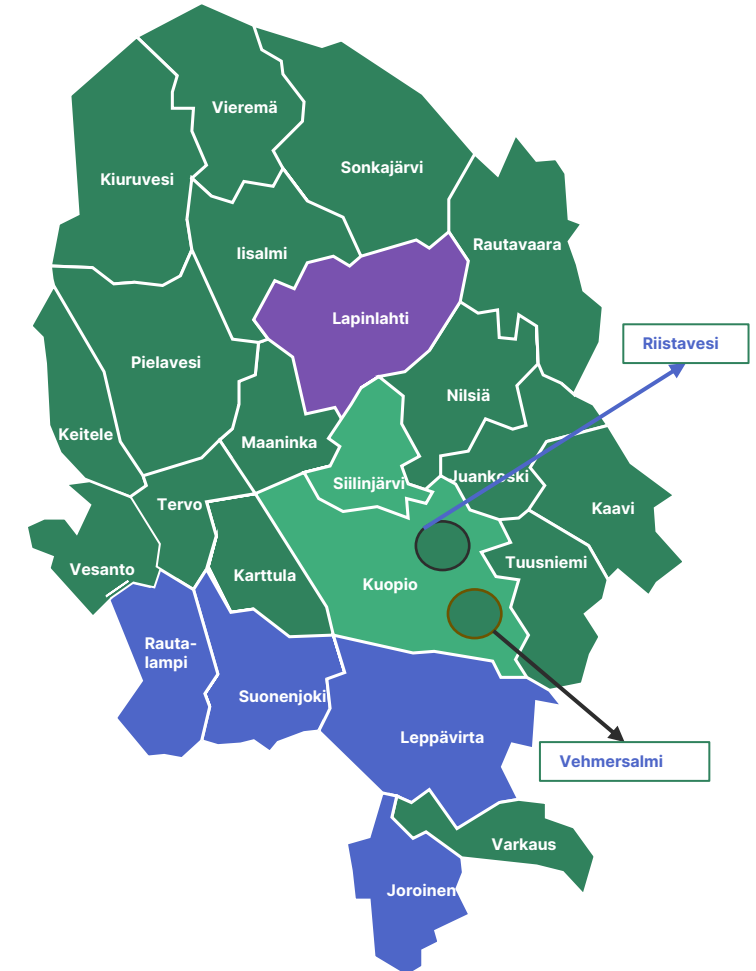 Vieremä
Sonkajärvi
Kiuruvesi
Rautavaara
Iisalmi
Lapinlahti
Riistavesi
Pielavesi
Nilsiä
Keitele
Maaninka
Siilinjärvi
Juankoski
Tervo
Kaavi
Vesanto
Karttula
Tuusniemi
Kuopio
Rauta-
lampi
Suonenjoki
Leppävirta
Vehmersalmi
Varkaus
Joroinen